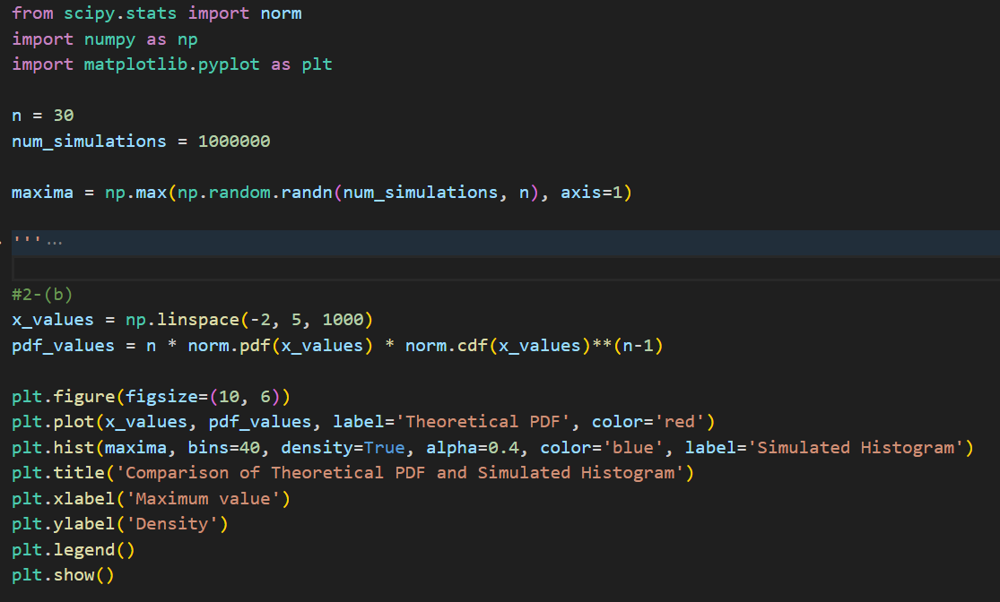 from scipy.stats import norm
import numpy as np
import matplotlib.pyplot as plt
n = 30
num_simulations = 1000000
maxima = np.max(np.random.randn(num_simulations, n), axis=1)
'''···
#2-(b)
x_values = np.linspace(-2, 5, 1000)
pdf_values = n * norm.pdf(x_values) * norm.cdf(x_values)**(n-1)
plt.figure(figsize=(10, 6))
plt.plot(x_values, pdf_values, label='Theoretical PDF', color='red')
plt.hist(maxima, bins=40, density=True, alpha=0.4, color='blue', label='Simulated Histogram')
plt.title('Comparison of Theoretical PDF and Simulated Histogram')
plt.xlabel('Maximum value')
plt.ylabel('Density')
plt.legend()
plt.show()